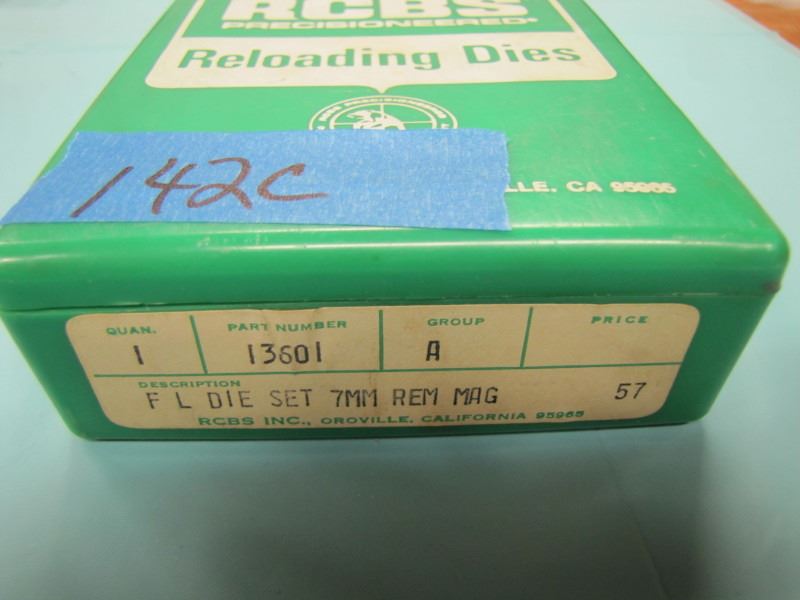 RCBS
PRECISIONEERED
Reloading Dies
142C
LLE, CA 95965
QUAN. PART NUMBER GROUP PRICE
1 13601 A
DESCRIPTION
F L DIE SET 7MM REM MAG 57
RCBS INC., OROVILLE, CALIFORNIA 95965